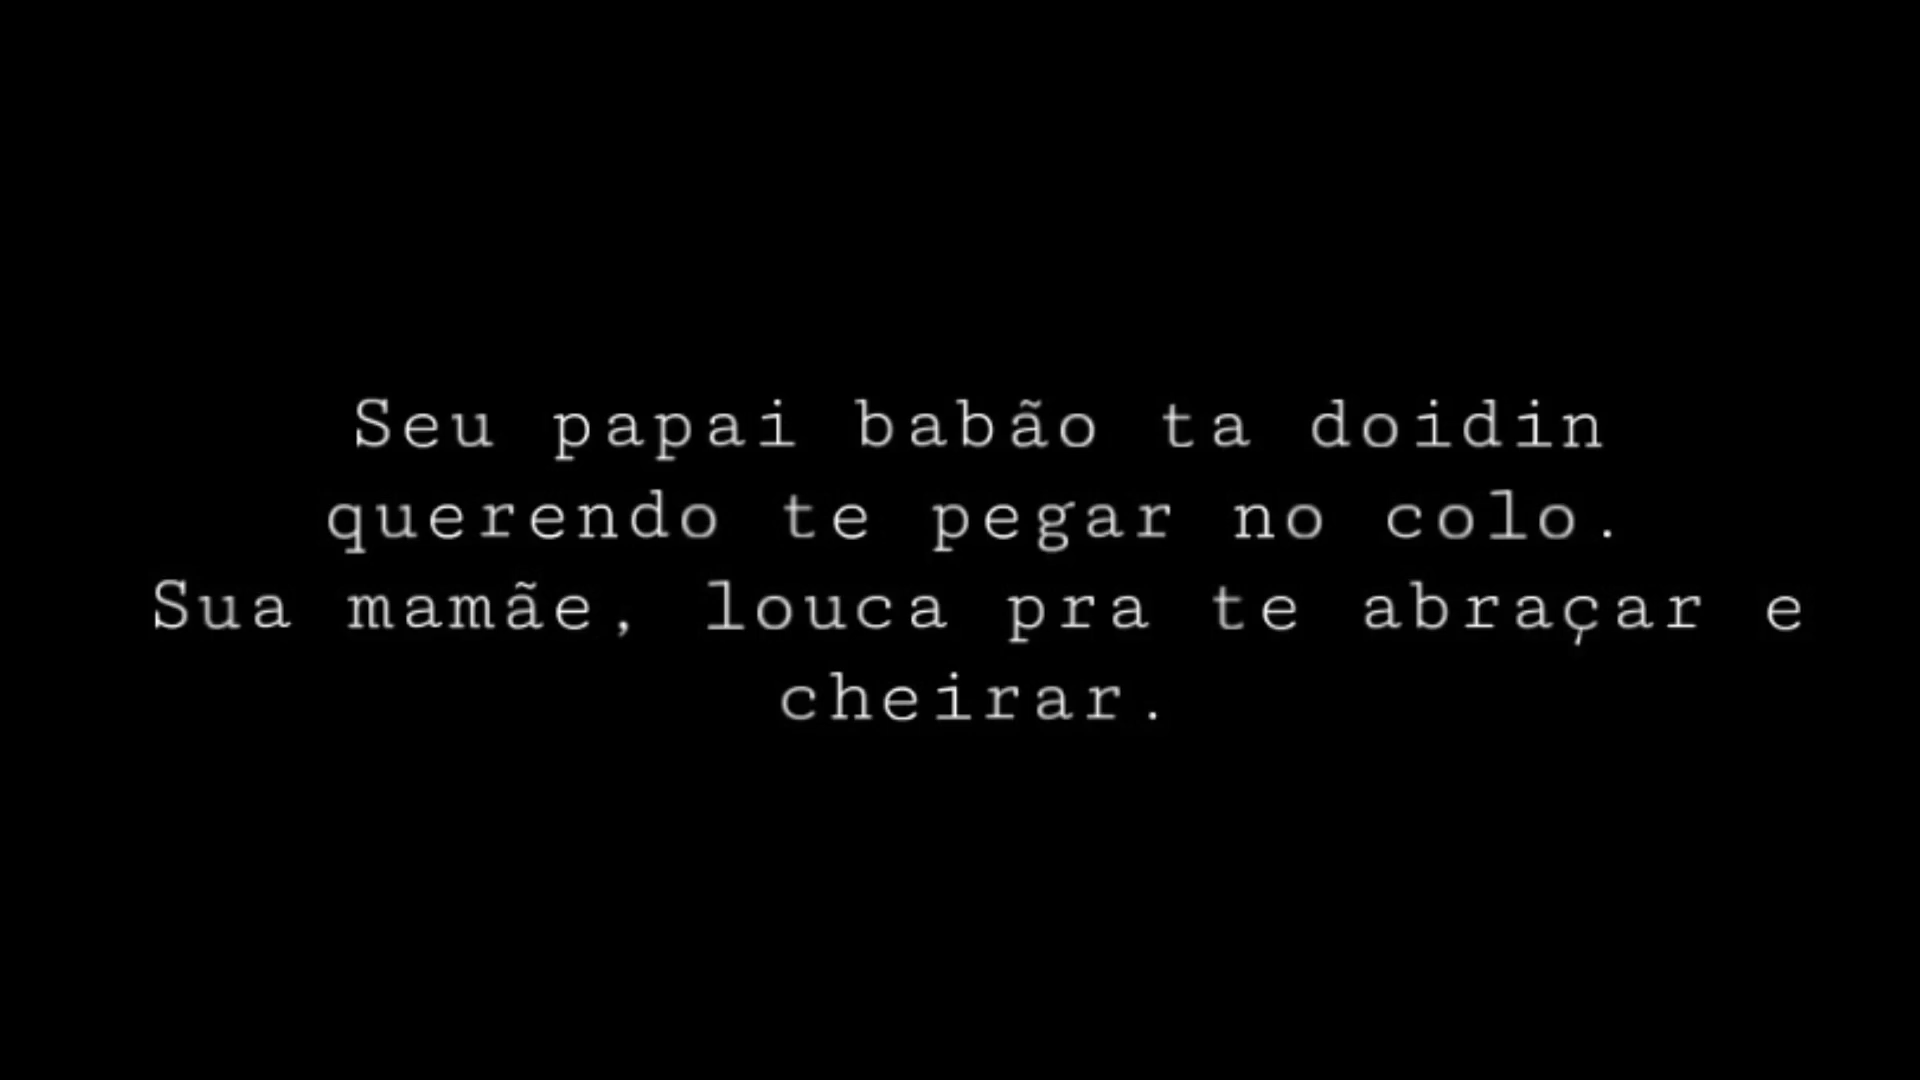 Seu papai babão ta doidin
querendo te pegar no colo.
Sua mamãe, louca pra te abraçar e
cheirar.